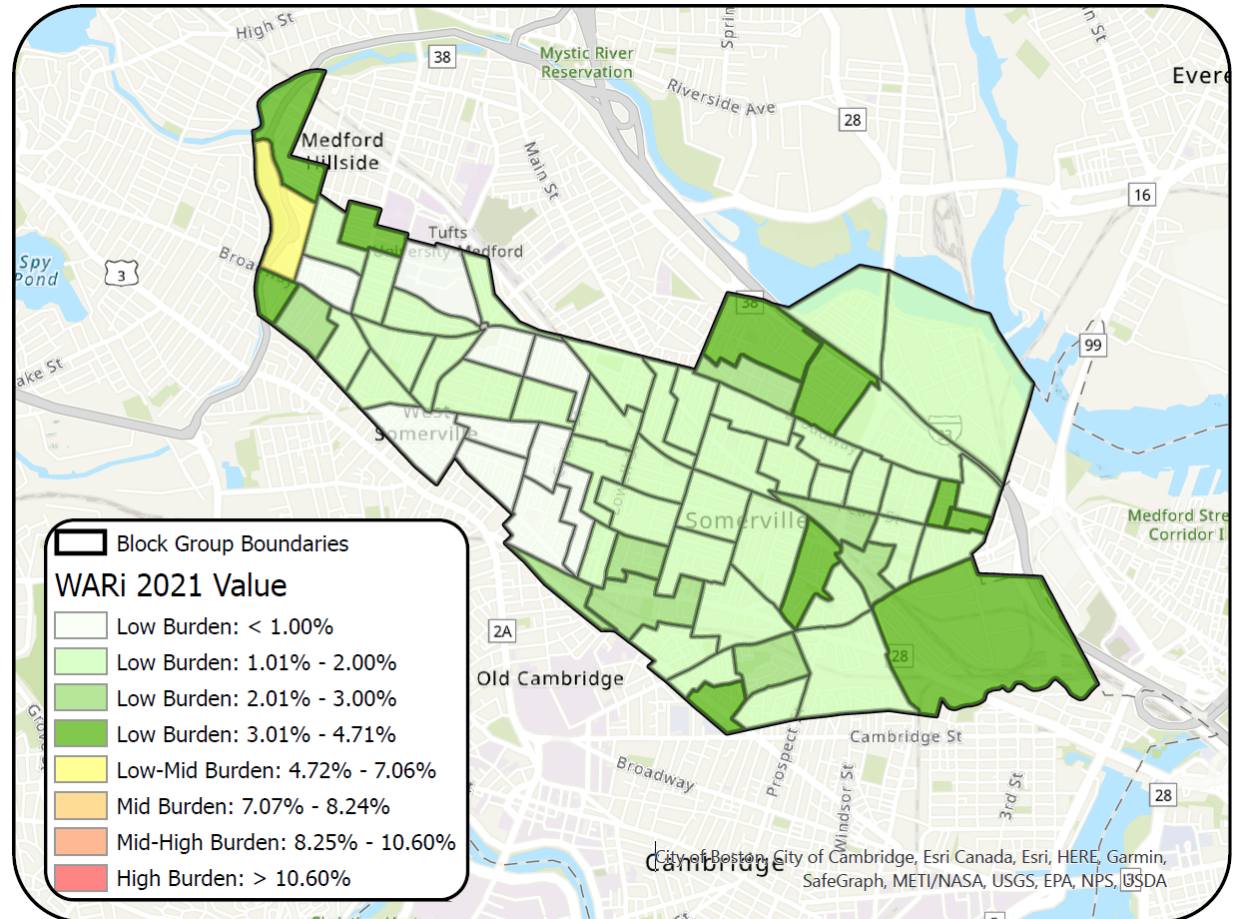 High St
38
Mystic River
Reservation
Riverside Ave
28
Main St
16
Medford
Hillside
Tufts
University-Medford
Spy
Pond
3
Broadway
38
99
ake St
West
Somerville
Broadway
93
Somerville
Medford Stre
Corridor I
2A
Old Cambridge
28
Cambridge St
Broadway
Prospect
Windsor St
3rd St
28
Cambridge
Block Group Boundaries
WARi 2021 Value
Low Burden: < 1.00%
Low Burden: 1.01% - 2.00%
Low Burden: 2.01% - 3.00%
Low Burden: 3.01% - 4.71%
Low-Mid Burden: 4.72% - 7.06%
Mid Burden: 7.07% - 8.24%
Mid-High Burden: 8.25% - 10.60%
High Burden: > 10.60%
City of Boston, City of Cambridge, Esri Canada, Esri, HERE, Garmin,
SafeGraph, METI/NASA, USGS, EPA, NPS, USDA